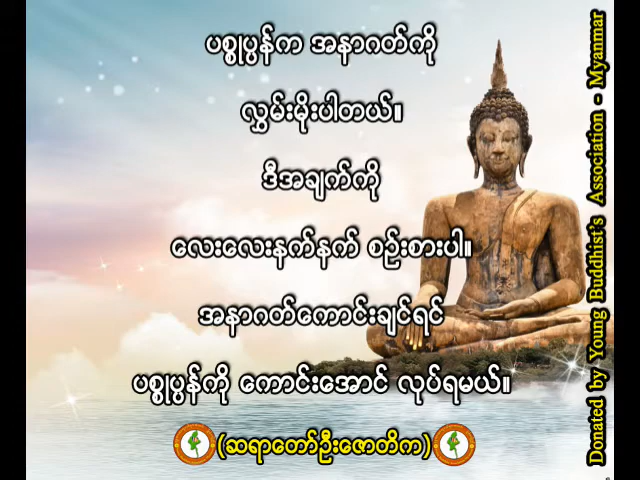 ပစ္စုပ္ပန်က အနာဂတ်ကို
လွှမ်းမိုးပါတယ်။
ဒီအချက်ကို
လေးလေးနက်နက် စဉ်းစားပါ။
အနာဂတ်ကောင်းချင်ရင်
ပစ္စုပ္ပန်ကို ကောင်းအောင် လုပ်ရမယ်။
(ဆရာတော်ဦးဇောတိက)
Donated by Young Buddhist's Association - Myanmar